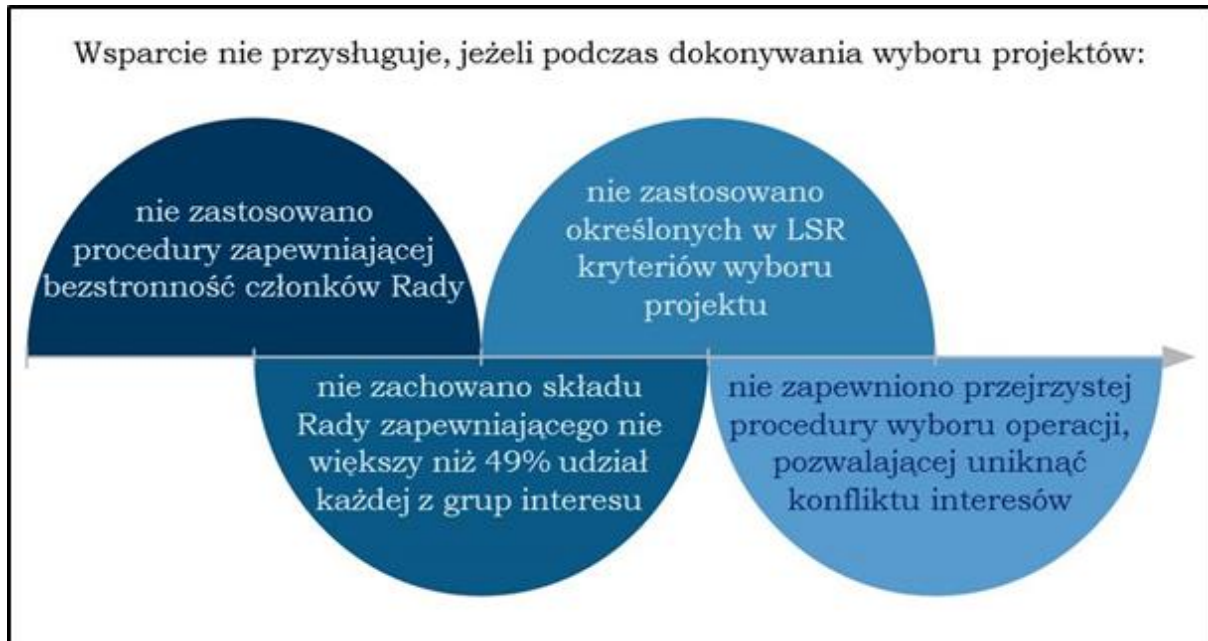 Wsparcie nie przysługuje, jeżeli podczas dokonywania wyboru projektów:
nie zastosowano
procedury zapewniającej
bezstronność członków Rady
nie zachowano składu
Rady zapewniającego nie
większy niż 49% udział
każdej z grup interesu
nie zastosowano
określonych w LSR
kryteriów wyboru
projektu
nie zapewniono przejrzystej
procedury wyboru operacji,
pozwalającej uniknąć
konfliktu interesów